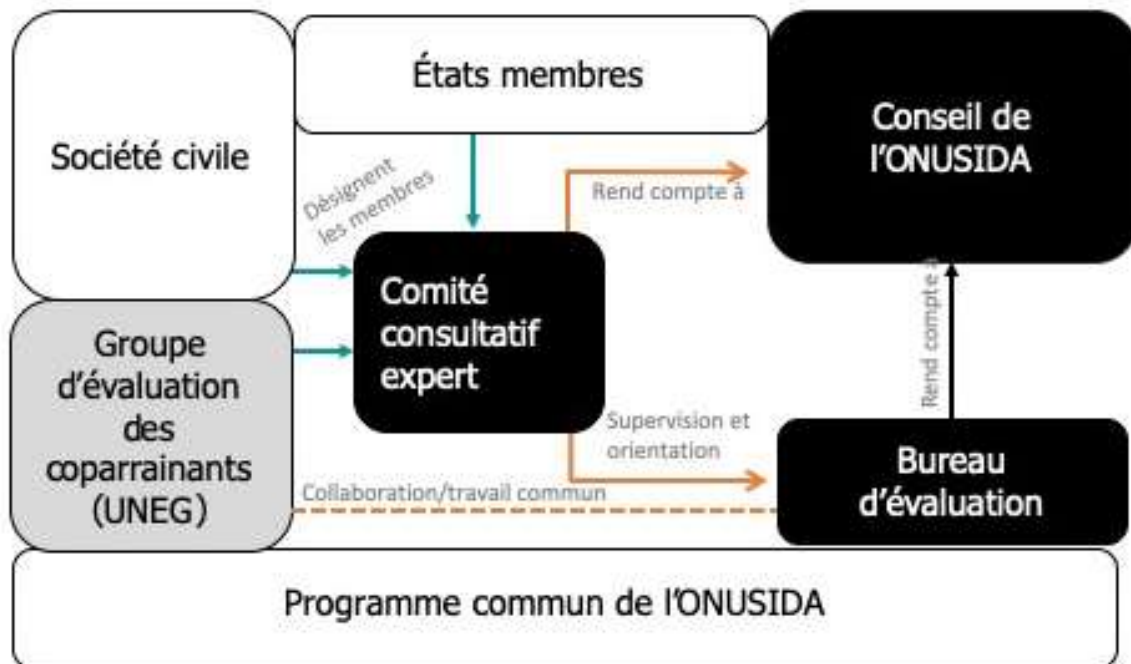 États membres
Société civile
Conseil de
l'ONUSIDA
Désignent
les membres
Rend compte à
Comité
consultatif
expert
Groupe
d'évaluation
des
coparrainants
(UNEG)
Rend compte à
Supervision et
orientation
Collaboration/travail commun
Bureau
d'évaluation
Programme commun de l'ONUSIDA